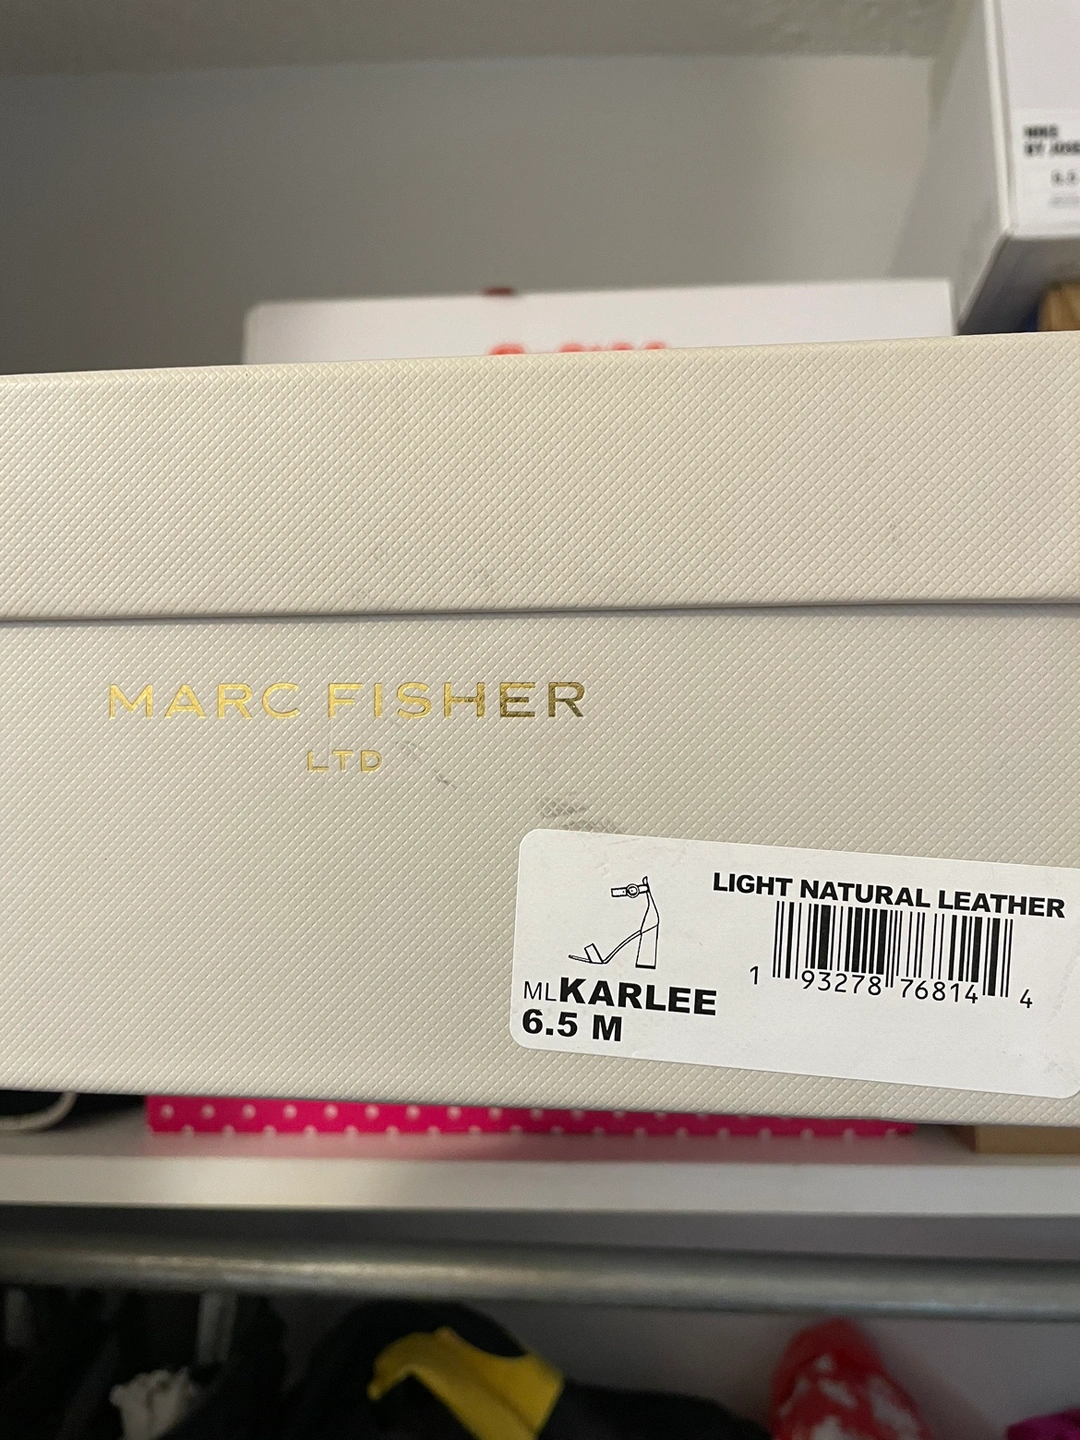 MARC FISHER
LTD
LIGHT NATURAL LEATHER
1 93278 76814 4
MLKARLEE
6.5 M